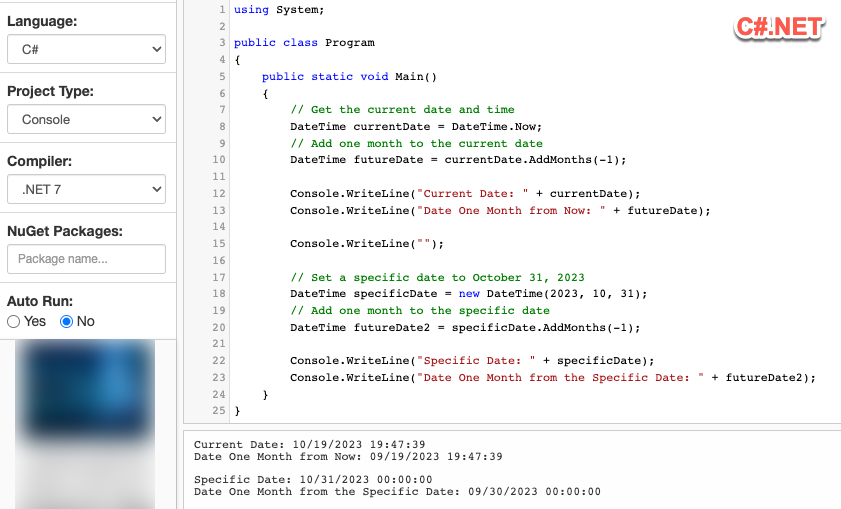 Language:
C#
Project Type:
Console
Compiler:
.NET 7
NuGet Packages:
Package name...
Auto Run:
Yes No
C#.NET
1 using System;
2
3 public class Program
4 {
5 public static void Main()
6 {
7 // Get the current date and time
8 DateTime currentDate = DateTime.Now;
9 // Add one month to the current date
10 DateTime futureDate = currentDate.AddMonths(-1);
11
12 Console.WriteLine("Current Date: " + currentDate);
13 Console.WriteLine("Date One Month from Now: " + futureDate);
14
15 Console.WriteLine("");
16
17 // Set a specific date to October 31, 2023
18 DateTime specificDate = new DateTime(2023, 10, 31);
19 // Add one month to the specific date
20 DateTime futureDate2 = specificDate.AddMonths(-1);
21
22 Console.WriteLine("Specific Date: " + specificDate);
23 Console.WriteLine("Date One Month from the Specific Date: " + futureDate2);
24 }
25 }
Current Date: 10/19/2023 19:47:39
Date One Month from Now: 09/19/2023 19:47:39
Specific Date: 10/31/2023 00:00:00
Date One Month from the Specific Date: 09/30/2023 00:00:00